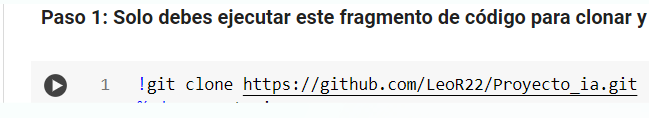 Paso 1: Solo debes ejecutar este fragmento de código para clonar y
1 !git clone https://github.com/LeoR22/Proyecto_ia.git